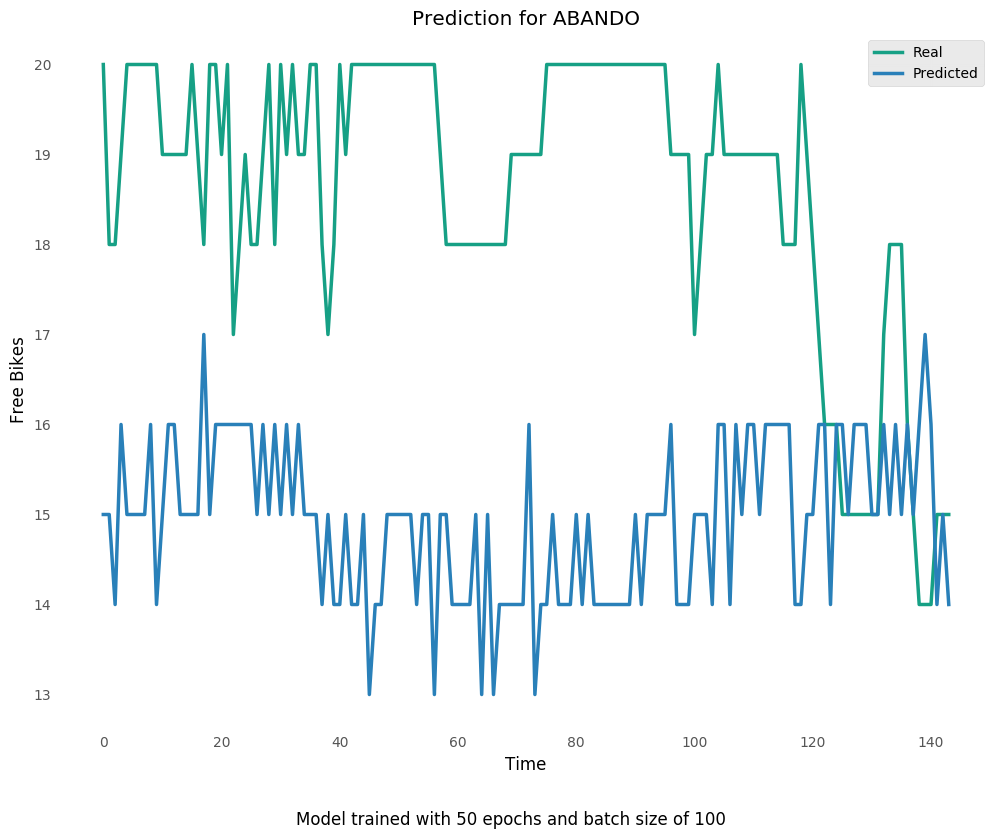 Prediction for ABANDO
Real
Predicted
20
19
18
17
16
15
14
13
Free Bikes
0 20 40 60 80 100 120 140
Time
Model trained with 50 epochs and batch size of 100